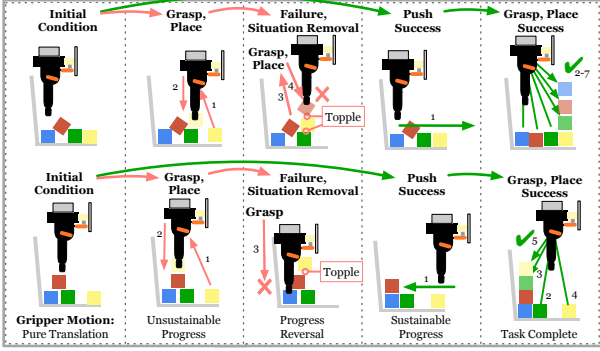 Initial
Condition
Grasp,
Place
Failure,
Situation Removal
Push
Success
Grasp, Place
Success
2
1
Grasp,
Place
4
3
Topple
1
2-7
Initial
Condition
Grasp,
Place
Failure,
Situation Removal
Push
Success
Grasp, Place
Success
2
1
Grasp
3
Topple
1
5
3
2
4
Gripper Motion:
Pure Translation
Unsustainable
Progress
Progress
Reversal
Sustainable
Progress
Task Complete